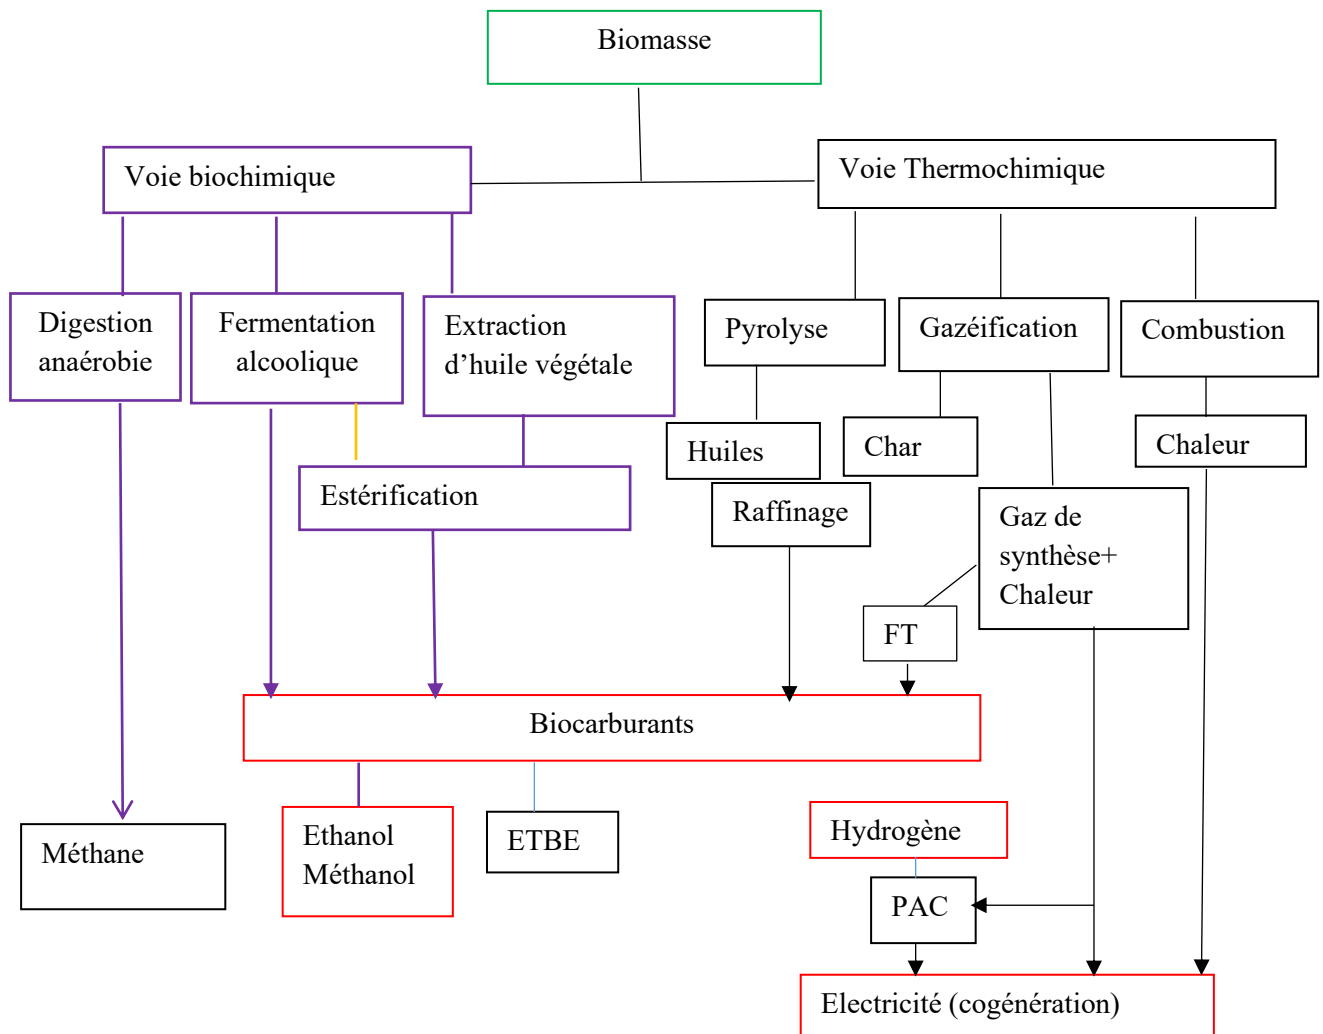 Biomasse
Voie biochimique
Voie Thermochimique
Digestion
anaérobie
Fermentation
alcoolique
Extraction
d’huile végétale
Pyrolyse
Gazéification
Combustion
Huiles
Char
Chaleur
Estérification
Raffinage
Gaz de
synthèse+
Chaleur
FT
Biocarburants
Méthane
Ethanol
Méthanol
ETBE
Hydrogène
PAC
Electricité (cogénération)